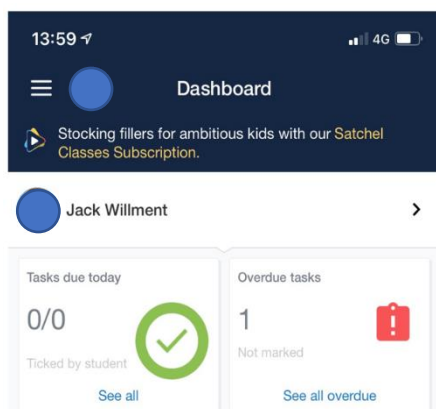 13:59
4G
Dashboard
Stocking fillers for ambitious kids with our Satchel
Classes Subscription.
Jack Willment
Tasks due today
0/0
Ticked by student
See all
Overdue tasks
1
Not marked
See all overdue